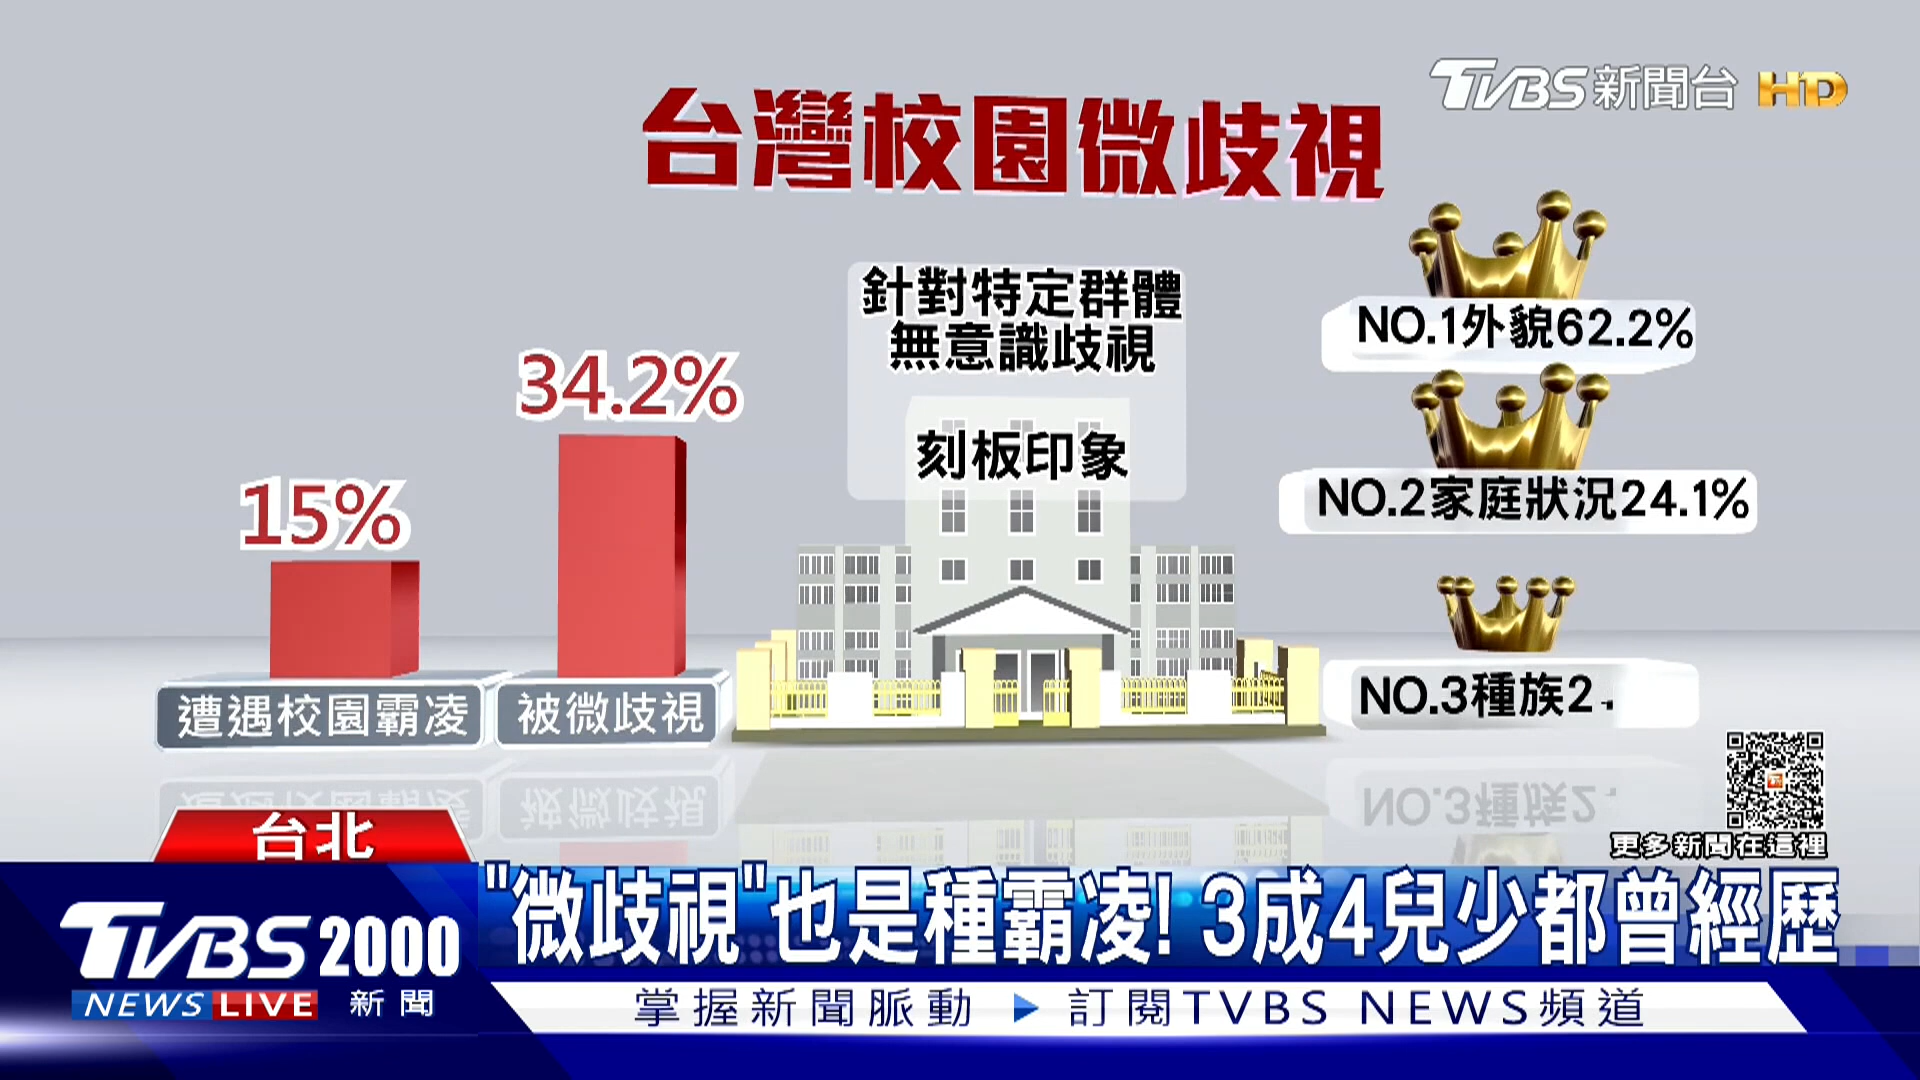 TVBS新聞台 HD
台灣校園微歧視
針對特定群體
無意識歧視
刻板印象
15%
遭遇校園霸凌
34.2%
被微歧視
NO.1外貌62.2%
NO.2家庭狀況24.1%
NO.3種族2
更多新聞在這裡
台北
"微歧視"也是種霸凌! 3成4兒少都曾經歷
TVBS 2000
NEWS LIVE 新聞
掌握新聞脈動 ▶ 訂閱TVBS NEWS頻道